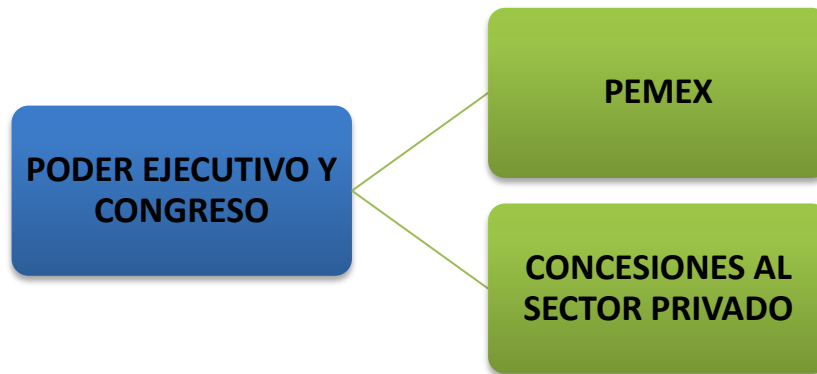 PODER EJECUTIVO Y
CONGRESO
PEMEX
CONCESIONES AL
SECTOR PRIVADO